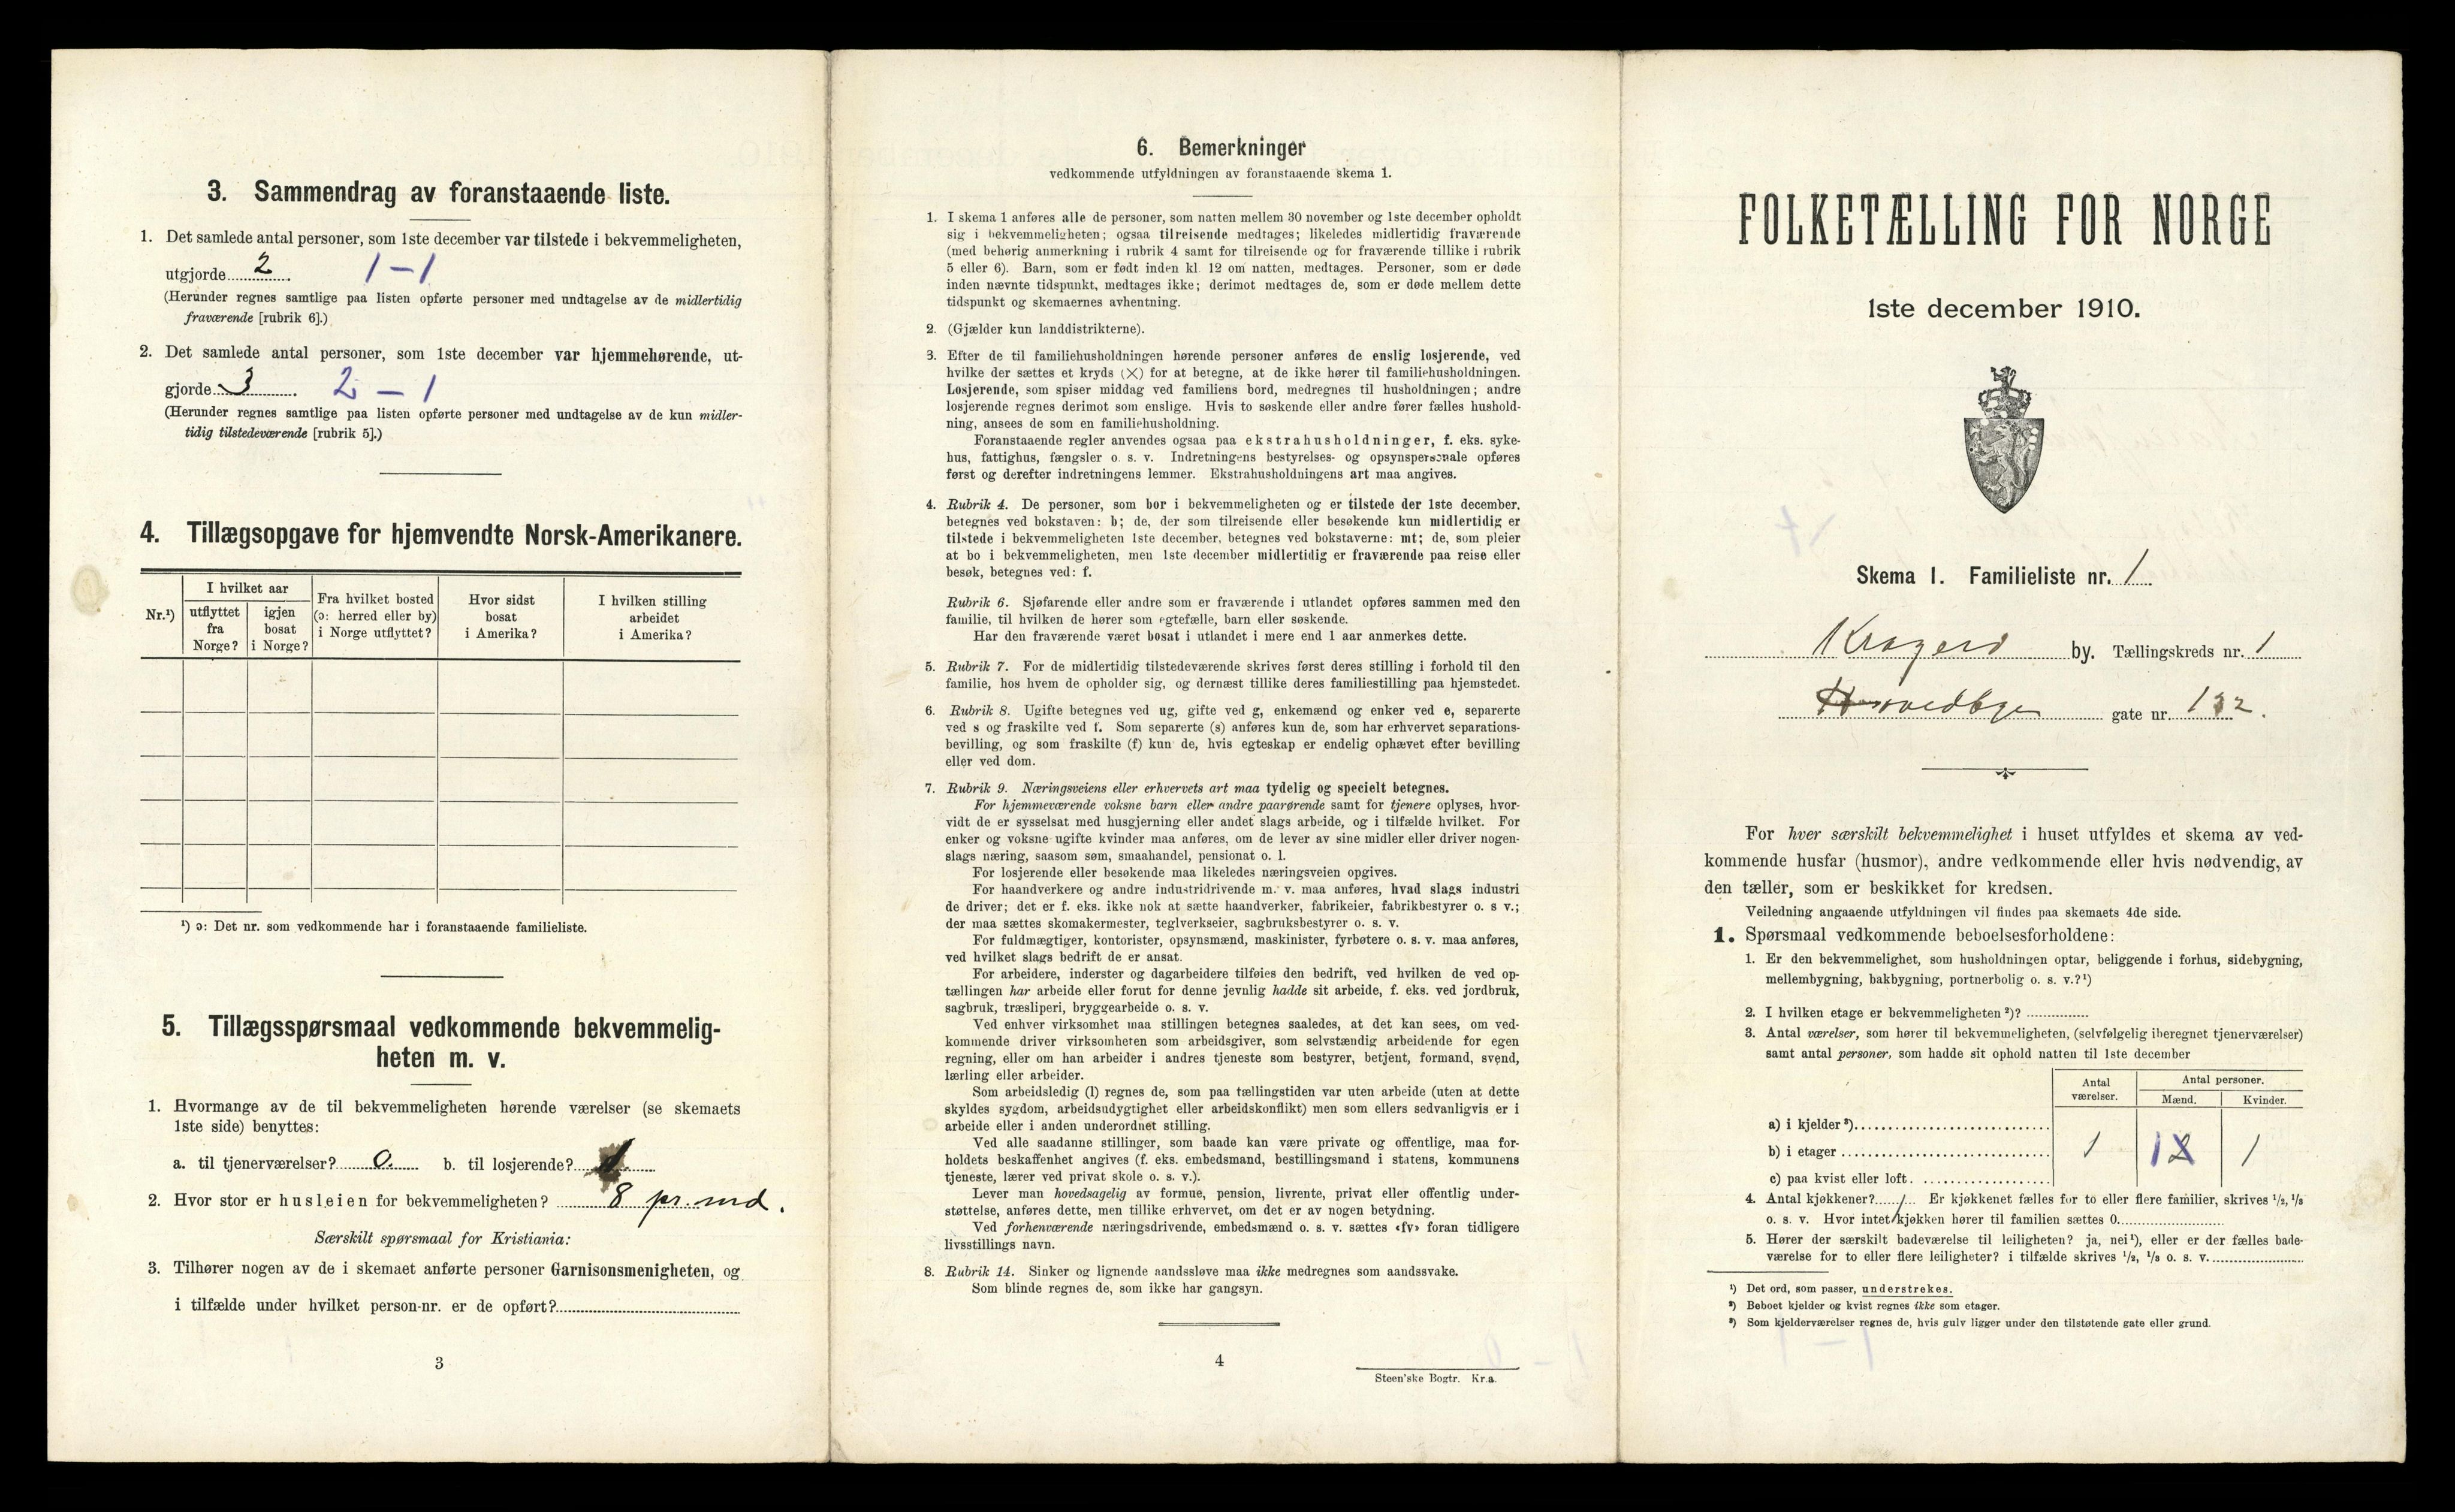 3. Sammendrag av foranstaaende liste.
1. Det samlede antal personer, som 1ste december var tilstede i bekvemmeligheten,
utgjorde 2. 1 – 1
(Herunder regnes samtlige paa listen opførte personer med undtagelse av de midlertidig
fraværende [rubrik 6].)
2. Det samlede antal personer, som 1ste december var hjemmehørende, ut-
gjorde 3. 2 – 1
(Herunder regnes samtlige paa listen opførte personer med undtagelse av de kun midler-
tidig tilstedeværende [rubrik 5].)
4. Tillægsopgave for hjemvendte Norsk-Amerikanere.
Nr.¹)
I hvilket aar
utflyttet fra Norge?
igjen bosat i Norge?
Fra hvilket bosted (ɔ: herred eller by) i Norge utflyttet?
Hvor sidst bosat i Amerika?
I hvilken stilling arbeidet i Amerika?
¹) ɔ: Det nr. som vedkommende har i foranstaaende familieliste.
5. Tillægsspørsmaal vedkommende bekvemmelig-
heten m. v.
1. Hvormange av de til bekvemmeligheten hørende værelser (se skemaets
1ste side) benyttes:
a. til tjenerværelser? 0. b. til losjerende?
2. Hvor stor er husleien for bekvemmeligheten? 8 pr. md.
Særskilt spørsmaal for Kristiania:
3. Tilhører nogen av de i skemaet anførte personer Garnisonsmenigheten, og
i tilfælde under hvilket person-nr. er de opført?
3
6. Bemerkninger
vedkommende utfyldningen av foranstaaende skema 1.
1. I skema 1 anføres alle de personer, som natten mellem 30 november og 1ste december opholdt
sig i bekvemmeligheten; ogsaa tilreisende medtages; likeledes midlertidig fraværende
(med behørig anmerkning i rubrik 4 samt for tilreisende og for fraværende tillike i rubrik
5 eller 6). Barn, som er født inden kl. 12 om natten, medtages. Personer, som er døde
inden nævnte tidspunkt, medtages ikke; derimot medtages de, som er døde mellem dette
tidspunkt og skemaernes avhentning.
2. (Gjælder kun landdistrikterne).
3. Efter de til familiehusholdningen hørende personer anføres de enslig losjerende, ved
hvilke der sættes et kryds (×) for at betegne, at de ikke hører til familiehusholdningen.
Losjerende, som spiser middag ved familiens bord, medregnes til husholdningen; andre
losjerende regnes derimot som enslige. Hvis to søskende eller andre fører fælles hushold-
ning, ansees de som en familiehusholdning.
Foranstaaende regler anvendes ogsaa paa ekstrahusholdninger, f. eks. syke-
hus, fattighus, fængsler o. s. v. Indretningens bestyrelses- og opsynspersonale opføres
først og derefter indretningens lemmer. Ekstrahusholdningens art maa angives.
4. Rubrik 4. De personer, som bor i bekvemmeligheten og er tilstede der 1ste december,
betegnes ved bokstaven: b; de, der som tilreisende eller besøkende kun midlertidig er
tilstede i bekvemmeligheten 1ste december, betegnes ved bokstaverne: mt; de, som pleier
at bo i bekvemmeligheten, men 1ste december midlertidig er fraværende paa reise eller
besøk, betegnes ved: f.
Rubrik 6. Sjøfarende eller andre som er fraværende i utlandet opføres sammen med den
familie, til hvilken de hører som egtefælle, barn eller søskende.
Har den fraværende været bosat i utlandet i mere end 1 aar anmerkes dette.
5. Rubrik 7. For de midlertidig tilstedeværende skrives først deres stilling i forhold til den
familie, hos hvem de opholder sig, og dernæst tillike deres familiestilling paa hjemstedet.
6. Rubrik 8. Ugifte betegnes ved ug, gifte ved g, enkemænd og enker ved e, separerte
ved s og fraskilte ved f. Som separerte (s) anføres kun de, som har erhvervet separations-
bevilling, og som fraskilte (f) kun de, hvis egteskap er endelig ophævet efter bevilling
eller ved dom.
7. Rubrik 9. Næringsveiens eller erhvervets art maa tydelig og specielt betegnes.
For hjemmeværende voksne barn eller andre paarørende samt for tjenere oplyses, hvor-
vidt de er sysselsat med husgjerning eller andet slags arbeide, og i tilfælde hvilket. For
enker og voksne ugifte kvinder maa anføres, om de lever av sine midler eller driver nogen-
slags næring, saasom søm, smaahandel, pensionat o. l.
For losjerende eller besøkende maa likeledes næringsveien opgives.
For haandverkere og andre industridrivende m. v. maa anføres, hvad slags industri
de driver; det er f. eks. ikke nok at sætte haandverker, fabrikeier, fabrikbestyrer o. s v.;
der maa sættes skomakermester, teglverkseier, sagbruksbestyrer o. s. v.
For fuldmægtiger, kontorister, opsynsmænd, maskinister, fyrbøtere o. s. v. maa anføres,
ved hvilket slags bedrift de er ansat.
For arbeidere, inderster og dagarbeidere tilføies den bedrift, ved hvilken de ved op-
tællingen har arbeide eller forut for denne jevnlig hadde sit arbeide, f. eks. ved jordbruk,
sagbruk, træsliperi, bryggearbeide o. s. v.
Ved enhver virksomhet maa stillingen betegnes saaledes, at det kan sees, om ved-
kommende driver virksomheten som arbeidsgiver, som selvstændig arbeidende for egen
regning, eller om han arbeider i andres tjeneste som bestyrer, betjent, formand, svend,
lærling eller arbeider.
Som arbeidsledig (l) regnes de, som paa tællingstiden var uten arbeide (uten at dette
skyldes sygdom, arbeidsudygtighet eller arbeidskonflikt) men som ellers sedvanligvis er i
arbeide eller i anden underordnet stilling.
Ved alle saadanne stillinger, som baade kan være private og offentlige, maa for-
holdets beskaffenhet angives (f. eks. embedsmand, bestillingsmand i statens, kommunens
tjeneste, lærer ved privat skole o. s. v.).
Lever man hovedsagelig av formue, pension, livrente, privat eller offentlig under-
støttelse, anføres dette, men tillike erhvervet, om det er av nogen betydning.
Ved forhenværende næringsdrivende, embedsmænd o. s. v. sættes «fv» foran tidligere
livsstillings navn.
8. Rubrik 14. Sinker og lignende aandssløve maa ikke medregnes som aandssvake.
Som blinde regnes de, som ikke har gangsyn.
4
Steen'ske Bogtr. Kr.a.
FOLKETÆLLING FOR NORGE
1ste december 1910.
Skema 1. Familieliste nr. 1
Kragerø by. Tællingskreds nr. 1
gate nr. 132.
For hver særskilt bekvemmelighet i huset utfyldes et skema av ved-
kommende husfar (husmor), andre vedkommende eller hvis nødvendig, av
den tæller, som er beskikket for kredsen.
Veiledning angaaende utfyldningen vil findes paa skemaets 4de side.
1. Spørsmaal vedkommende beboelsesforholdene:
1. Er den bekvemmelighet, som husholdningen optar, beliggende i forhus, sidebygning,
mellembygning, bakbygning, portnerbolig o. s. v.?¹)
2. I hvilken etage er bekvemmeligheten²)?
3. Antal værelser, som hører til bekvemmeligheten, (selvfølgelig iberegnet tjenerværelser)
samt antal personer, som hadde sit ophold natten til 1ste december
Antal værelser.
Antal personer.
Mænd. Kvinder.
a) i kjelder³)
b) i etager 1 1 2 1
c) paa kvist eller loft.
4. Antal kjøkkener? 1 Er kjøkkenet fælles for to eller flere familier, skrives 1/2, 1/3
o. s. v. Hvor intet kjøkken hører til familien sættes 0.
5. Hører der særskilt badeværelse til leiligheten? ja, nei¹), eller er der fælles bade-
værelse for to eller flere leiligheter? i tilfælde skrives 1/2, 1/3 o. s. v.
¹) Det ord, som passer, understrekes.
²) Beboet kjelder og kvist regnes ikke som etager.
³) Som kjelderværelser regnes de, hvis gulv ligger under den tilstøtende gate eller grund.